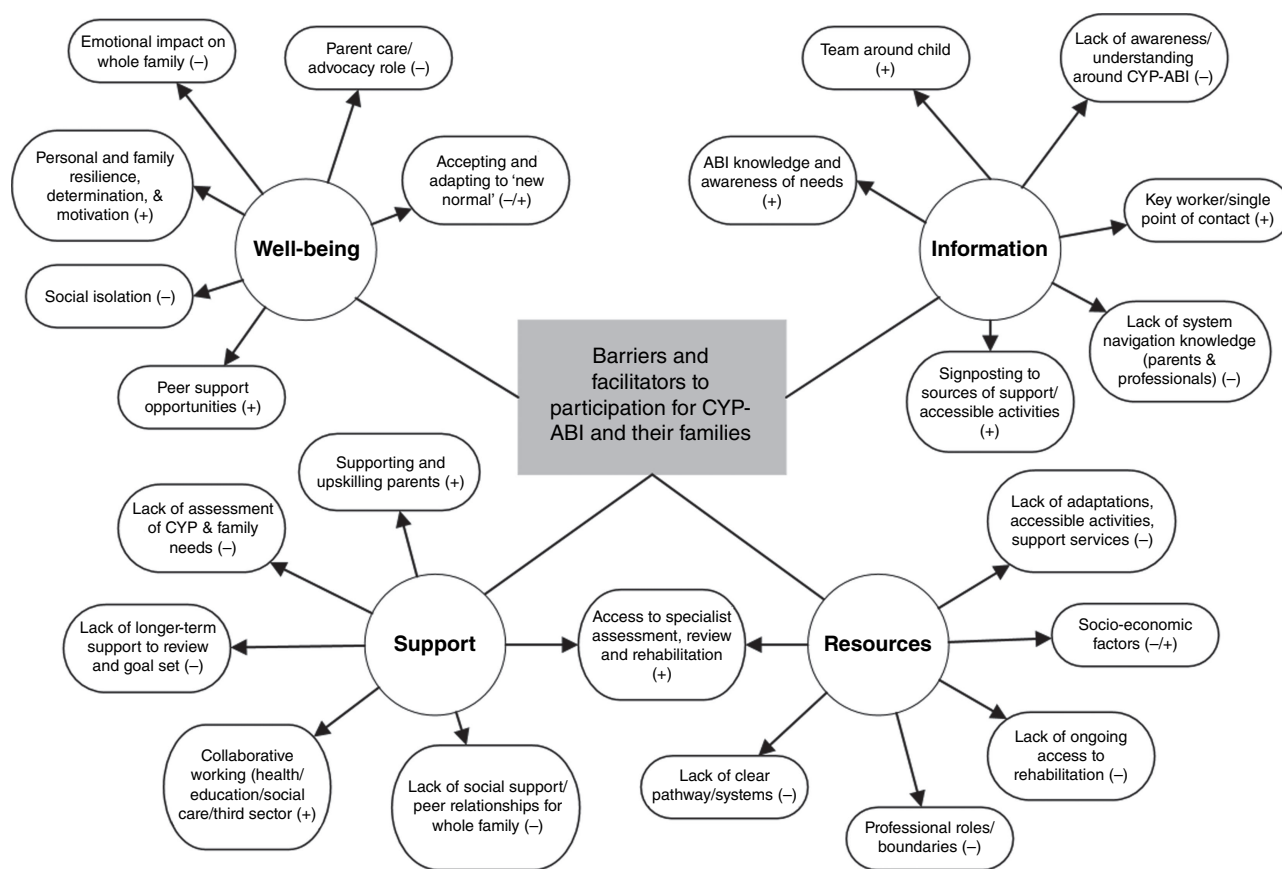 Emotional impact on
whole family (–)
Parent care/
advocacy role (–)
Personal and family
resilience,
determination, &
motivation (+)
Accepting and
adapting to ‘new
normal’ (–/+)
Well-being
Social isolation (–)
Peer support
opportunities (+)
Team around child
(+)
Lack of awareness/
understanding
around CYP-ABI (–)
ABI knowledge and
awareness of needs
(+)
Key worker/single
point of contact (+)
Information
Lack of system
navigation knowledge
(parents &
professionals) (–)
Signposting to
sources of support/
accessible activities
(+)
Barriers and
facilitators to
participation for CYP-
ABI and their families
Supporting and
upskilling parents (+)
Lack of assessment
of CYP & family
needs (–)
Lack of longer-term
support to review
and goal set (–)
Support
Collaborative
working (health/
education/social
care/third sector (+)
Lack of social support/
peer relationships for
whole family (–)
Access to specialist
assessment, review
and rehabilitation
(+)
Resources
Lack of adaptations,
accessible activities,
support services (–)
Socio-economic
factors (–/+)
Lack of ongoing
access to
rehabilitation (–)
Lack of clear
pathway/systems (–)
Professional roles/
boundaries (–)